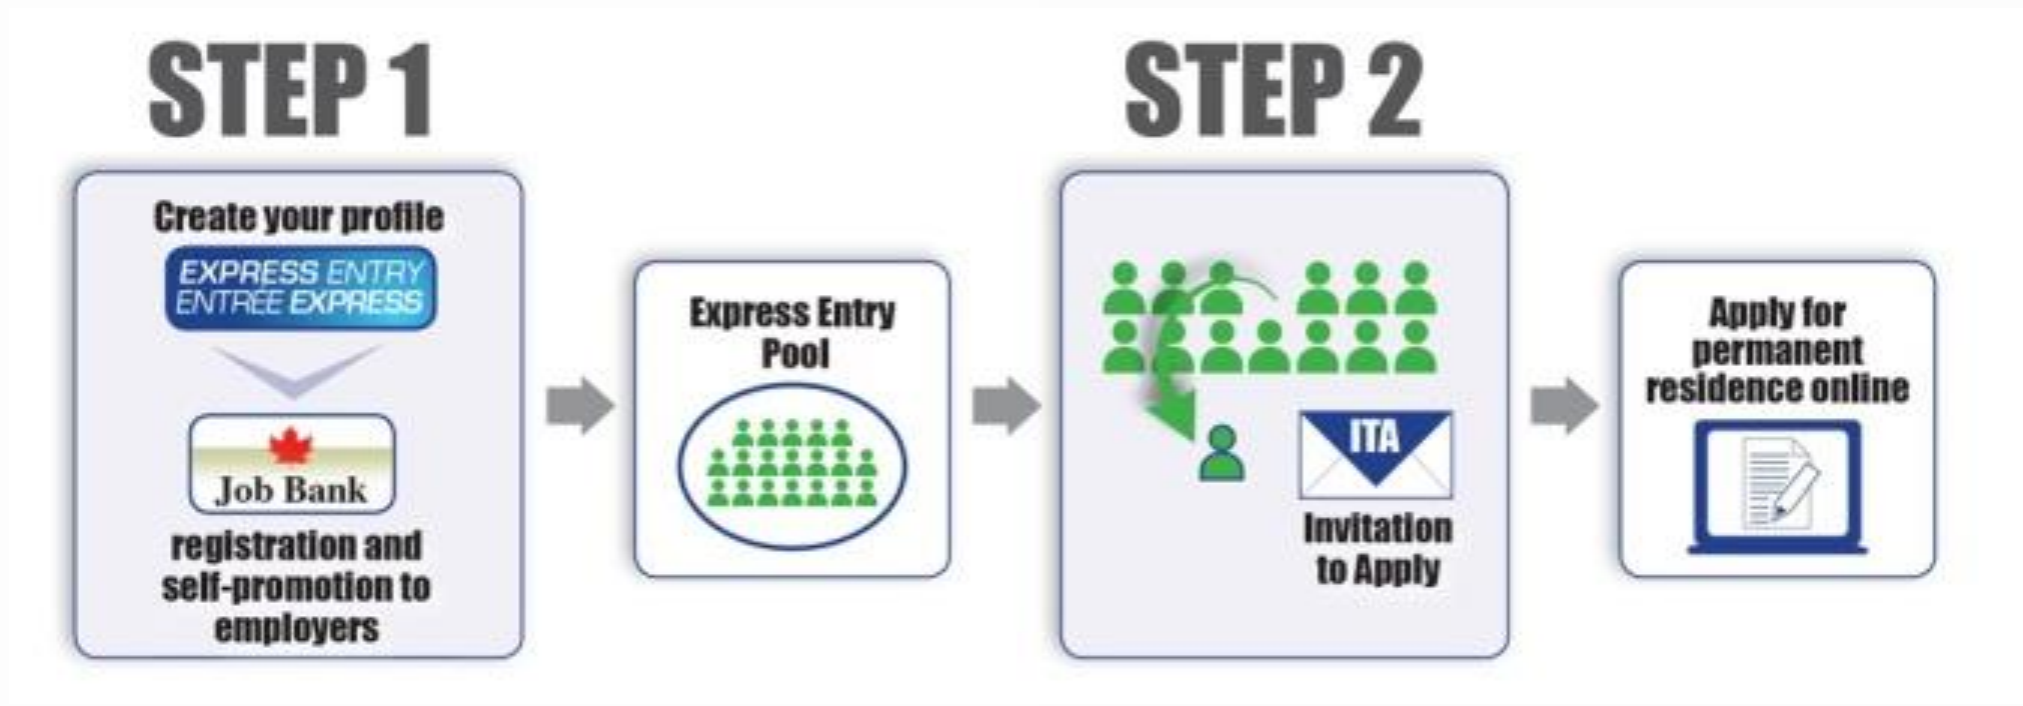 STEP 1
Create your profile
EXPRESS ENTRY
ENTRÉE EXPRESS
Job Bank
registration and
self-promotion to
employers
Express Entry
Pool
STEP 2
ITA
Invitation
to Apply
Apply for
permanent
residence online